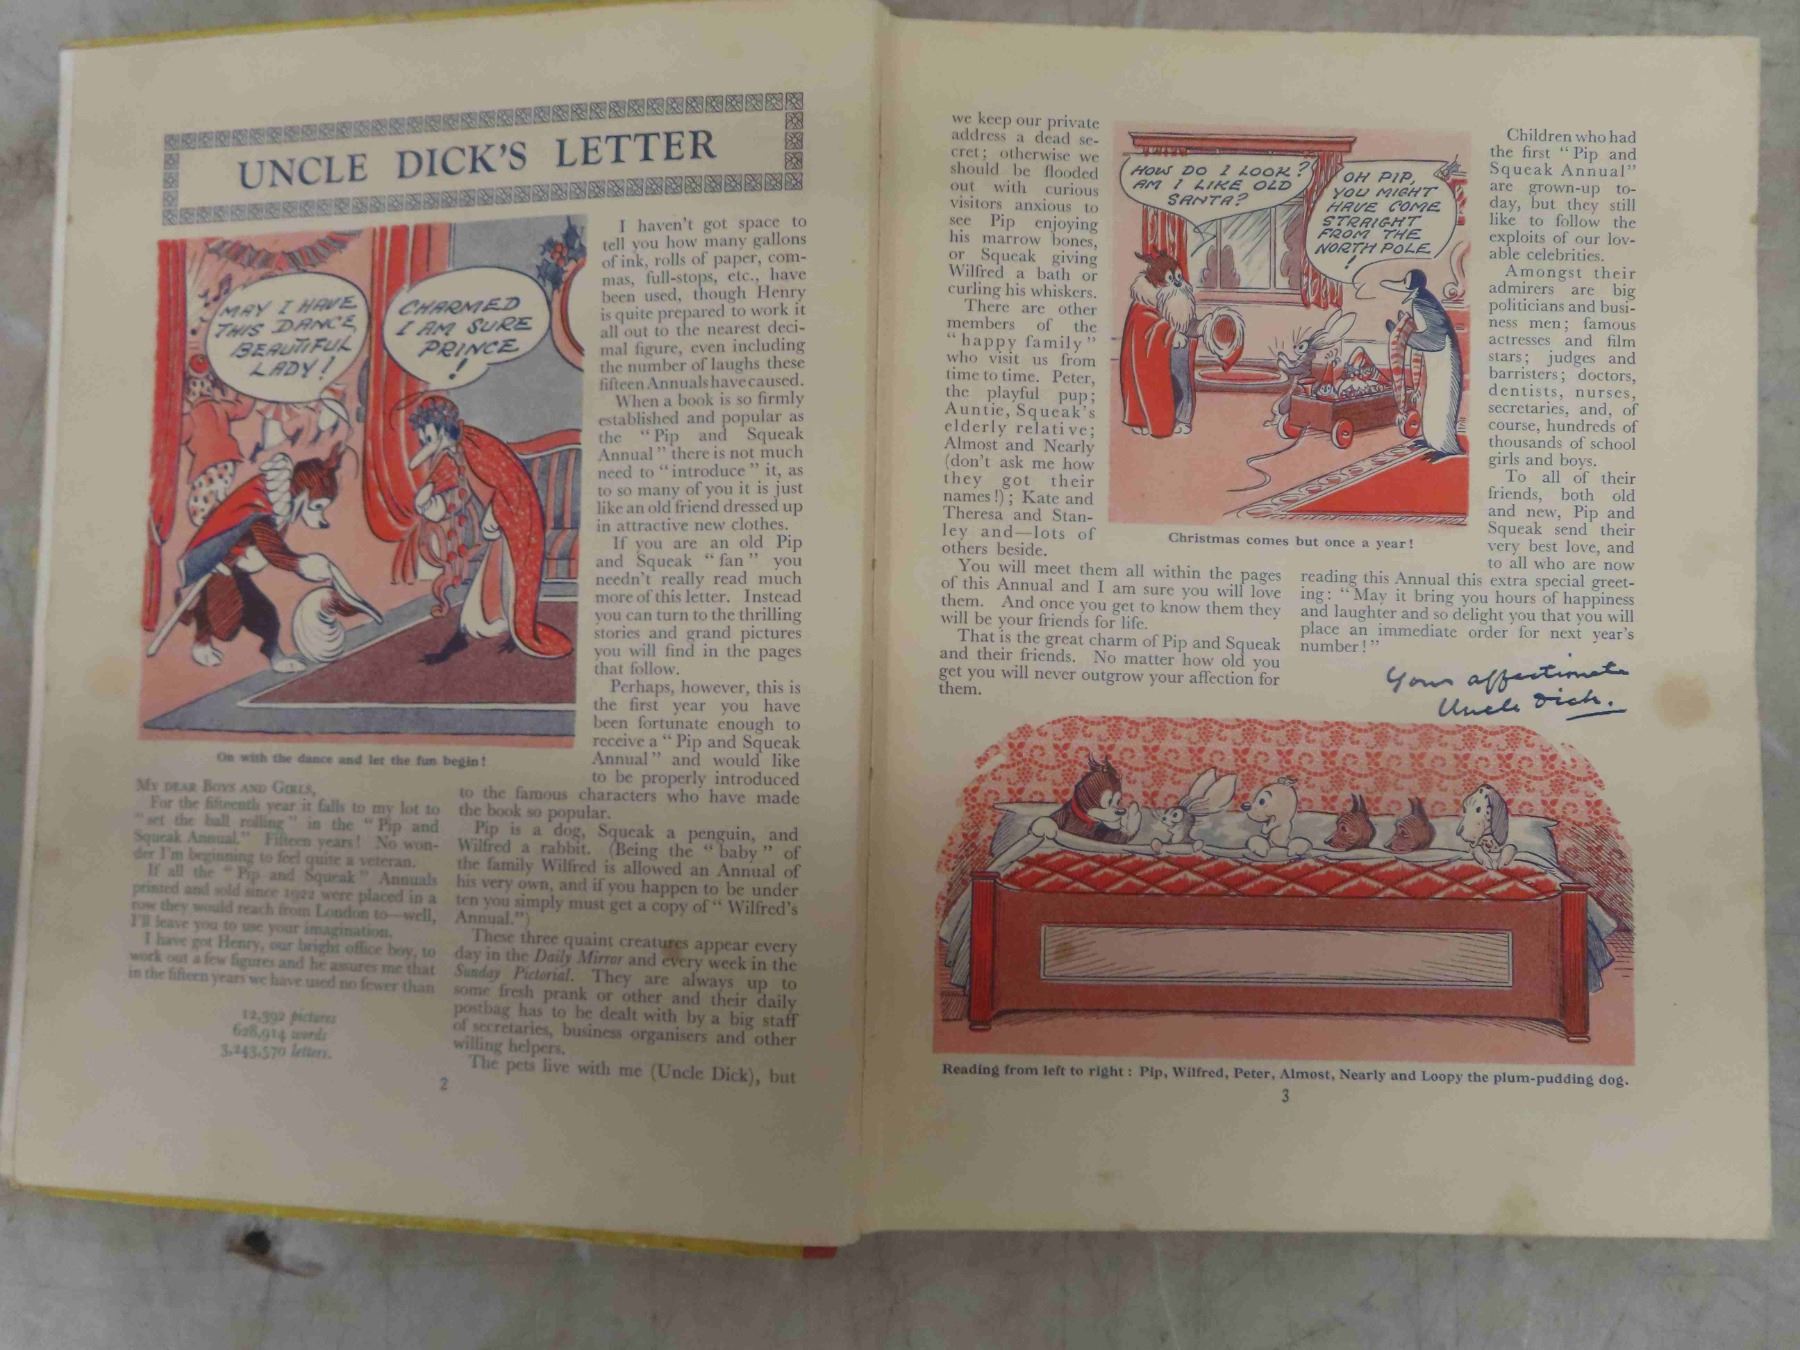 UNCLE DICK'S LETTER
MAY I HAVE
THIS DANCE,
BEAUTIFUL
LADY!
CHARMED
I AM SURE
PRINCE
!
On with the dance and let the fun begin!
MY DEAR BOYS AND GIRLS,
For the fifteenth year it falls to my lot to
"set the ball rolling" in the "Pip and
Squeak Annual." Fifteen years! No won-
der I'm beginning to feel quite a veteran.
If all the "Pip and Squeak" Annuals
printed and sold since 1922 were placed in a
row they would reach from London to—well,
I'll leave you to use your imagination.
I have got Henry, our bright office boy, to
work out a few figures and he assures me that
in the fifteen years we have used no fewer than
12,392 pictures
628,914 words
3,243,570 letters.
I haven't got space to
tell you how many gallons
of ink, rolls of paper, com-
mas, full-stops, etc., have
been used, though Henry
is quite prepared to work it
all out to the nearest deci-
mal figure, even including
the number of laughs these
fifteen Annuals have caused.
When a book is so firmly
established and popular as
the "Pip and Squeak
Annual" there is not much
need to "introduce" it, as
to so many of you it is just
like an old friend dressed up
in attractive new clothes.
If you are an old Pip
and Squeak "fan" you
needn't really read much
more of this letter. Instead
you can turn to the thrilling
stories and grand pictures
you will find in the pages
that follow.
Perhaps, however, this is
the first year you have
been fortunate enough to
receive a "Pip and Squeak
Annual" and would like
to be properly introduced
to the famous characters who have made
the book so popular.
Pip is a dog, Squeak a penguin, and
Wilfred a rabbit. (Being the "baby" of
the family Wilfred is allowed an Annual of
his very own, and if you happen to be under
ten you simply must get a copy of "Wilfred's
Annual.")
These three quaint creatures appear every
day in the Daily Mirror and every week in the
Sunday Pictorial. They are always up to
some fresh prank or other and their daily
postbag has to be dealt with by a big staff
of secretaries, business organisers and other
willing helpers.
The pets live with me (Uncle Dick), but
2
we keep our private
address a dead se-
cret; otherwise we
should be flooded
out with curious
visitors anxious to
see Pip enjoying
his marrow bones,
or Squeak giving
Wilfred a bath or
curling his whiskers.
There are other
members of the
"happy family"
who visit us from
time to time. Peter,
the playful pup;
Auntie, Squeak's
elderly relative;
Almost and Nearly
(don't ask me how
they got their
names!); Kate and
Theresa and Stan-
ley and—lots of
others beside.
You will meet them all within the pages
of this Annual and I am sure you will love
them. And once you get to know them they
will be your friends for life.
That is the great charm of Pip and Squeak
and their friends. No matter how old you
get you will never outgrow your affection for
them.
HOW DO I LOOK?
AM I LIKE OLD
SANTA?
OH PIP,
YOU MIGHT
HAVE COME
STRAIGHT
FROM THE
NORTH POLE
!
Christmas comes but once a year!
Children who had
the first "Pip and
Squeak Annual"
are grown-up to-
day, but they still
like to follow the
exploits of our lov-
able celebrities.
Amongst their
admirers are big
politicians and busi-
ness men; famous
actresses and film
stars; judges and
barristers; doctors,
dentists, nurses,
secretaries, and, of
course, hundreds of
thousands of school
girls and boys.
To all of their
friends, both old
and new, Pip and
Squeak send their
very best love, and
to all who are now
reading this Annual this extra special greet-
ing: "May it bring you hours of happiness
and laughter and so delight you that you will
place an immediate order for next year's
number!"
Your affectionate
Uncle Dick.
Reading from left to right: Pip, Wilfred, Peter, Almost, Nearly and Loopy the plum-pudding dog.
3